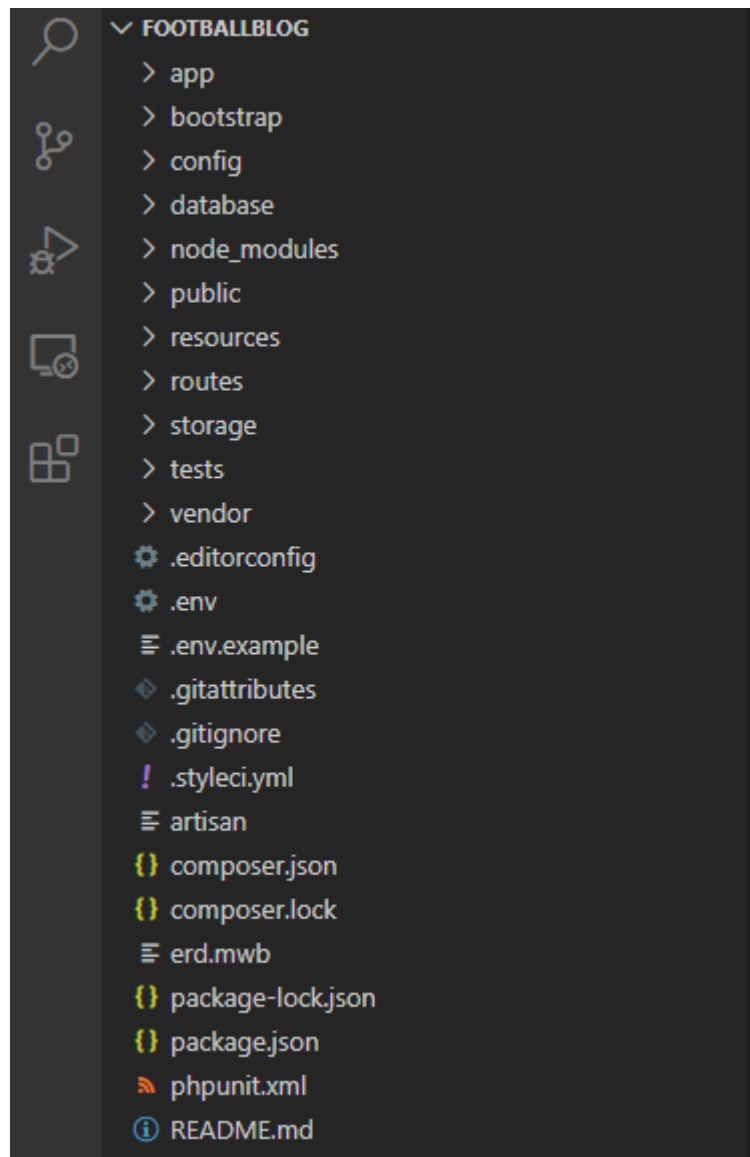 FOOTBALLBLOG
app
bootstrap
config
database
node_modules
public
resources
routes
storage
tests
vendor
.editorconfig
.env
.env.example
.gitattributes
.gitignore
.styleci.yml
artisan
composer.json
composer.lock
erd.mwb
package-lock.json
package.json
phpunit.xml
README.md